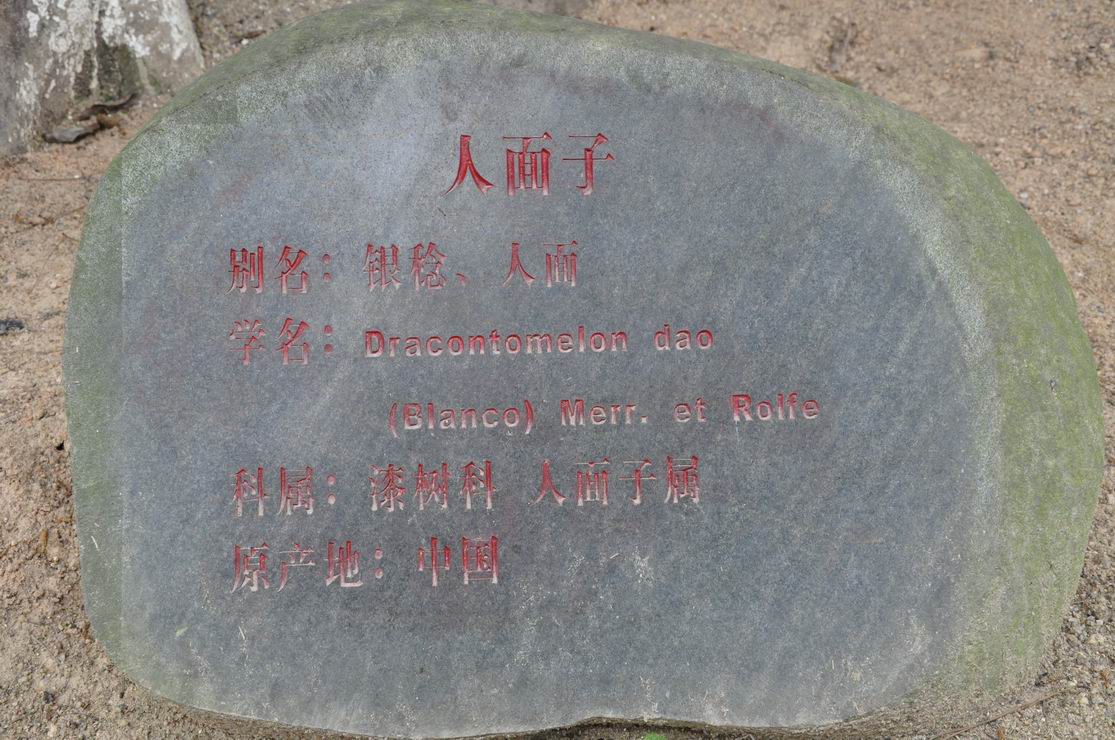 人面子
别名：银稔、人面
学名：Dracontomelon dao
(Blanco) Merr. et Rolfe
科属：漆树科 人面子属
原产地：中国